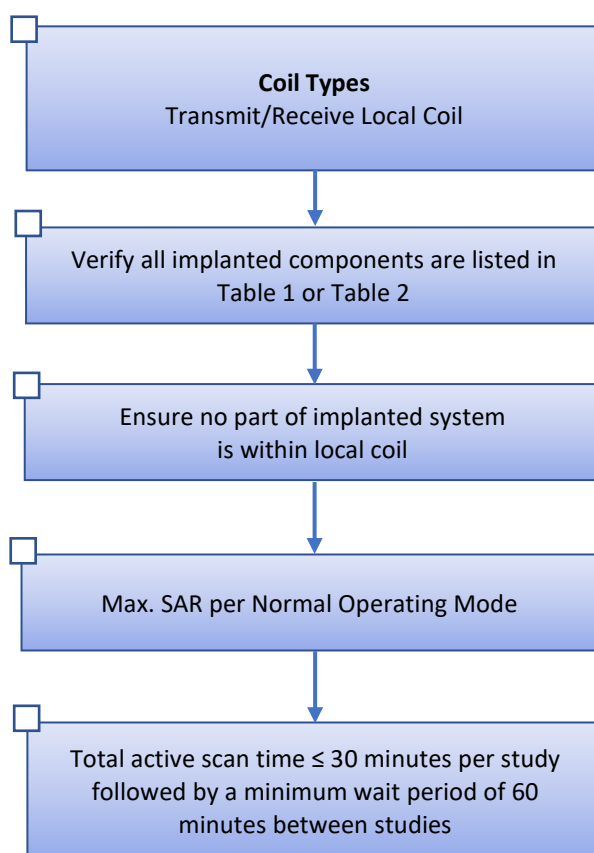 Coil Types
Transmit/Receive Local Coil
Verify all implanted components are listed in
Table 1 or Table 2
Ensure no part of implanted system
is within local coil
Max. SAR per Normal Operating Mode
Total active scan time ≤ 30 minutes per study
followed by a minimum wait period of 60
minutes between studies